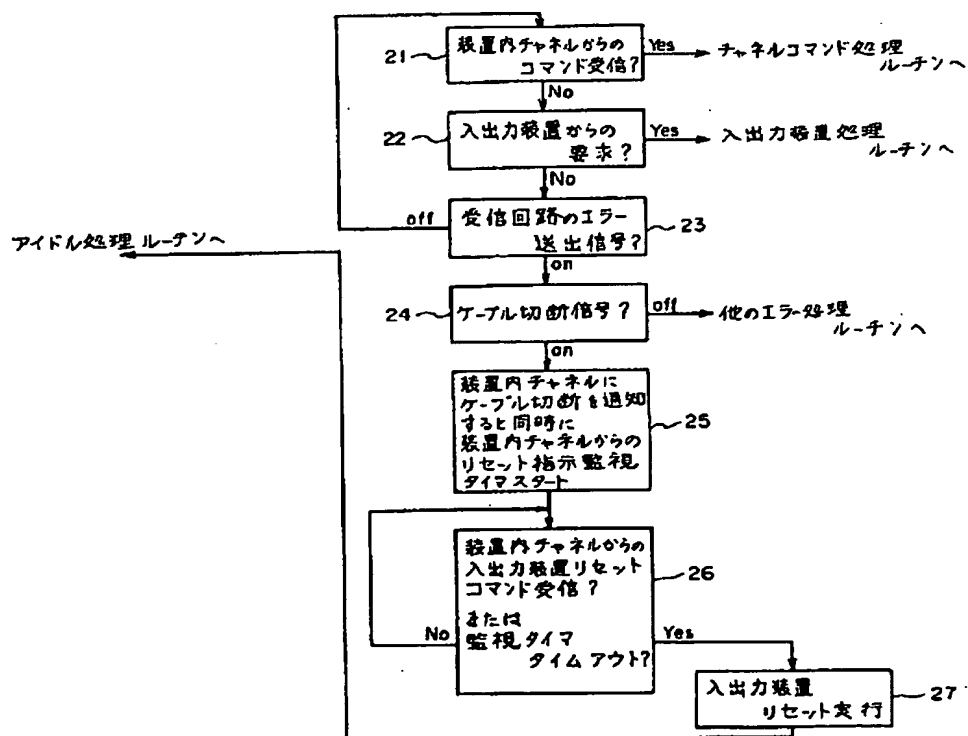 21
装置内チャネルからの
コマンド受信?
Yes
チャネルコマンド処理
ルーチンへ
No
22
入出力装置からの
要求?
Yes
入出力装置処理
ルーチンへ
No
off
受信回路のエラー
送出信号?
23
アイドル処理ルーチンへ
on
24
ケーブル切断信号?
off
他のエラー処理
ルーチンへ
on
装置内チャネルに
ケーブル切断を通知
すると同時に
装置内チャネルからの
リセット指示監視
タイマスタート
25
装置内チャネルからの
入出力装置リセット
コマンド受信?
または
監視タイマ
タイムアウト?
26
No
Yes
入出力装置
リセット実行
27